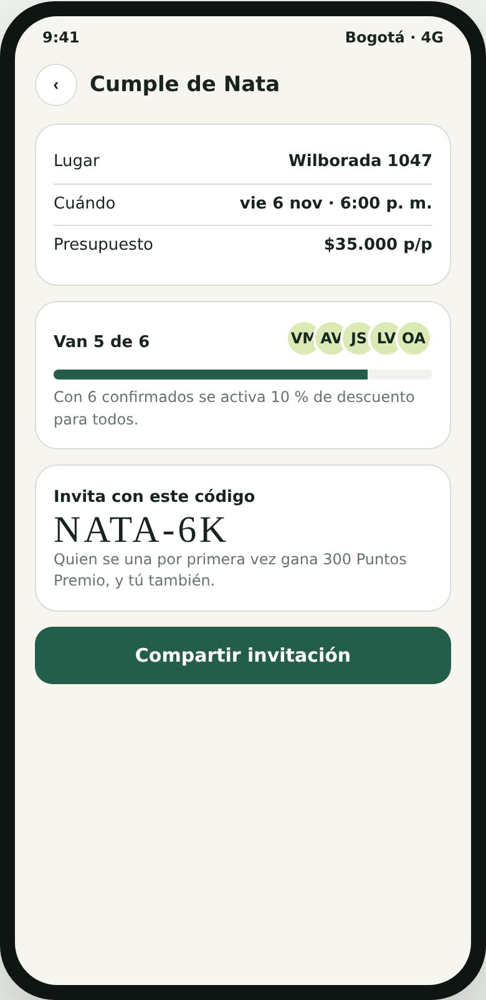 9:41
Bogotá · 4G
‹
Cumple de Nata
Lugar
Wilborada 1047
Cuándo
vie 6 nov · 6:00 p. m.
Presupuesto
$35.000 p/p
Van 5 de 6
VM AV JS LV OA
Con 6 confirmados se activa 10 % de descuento
para todos.
Invita con este código
NATA-6K
Quien se una por primera vez gana 300 Puntos
Premio, y tú también.
Compartir invitación